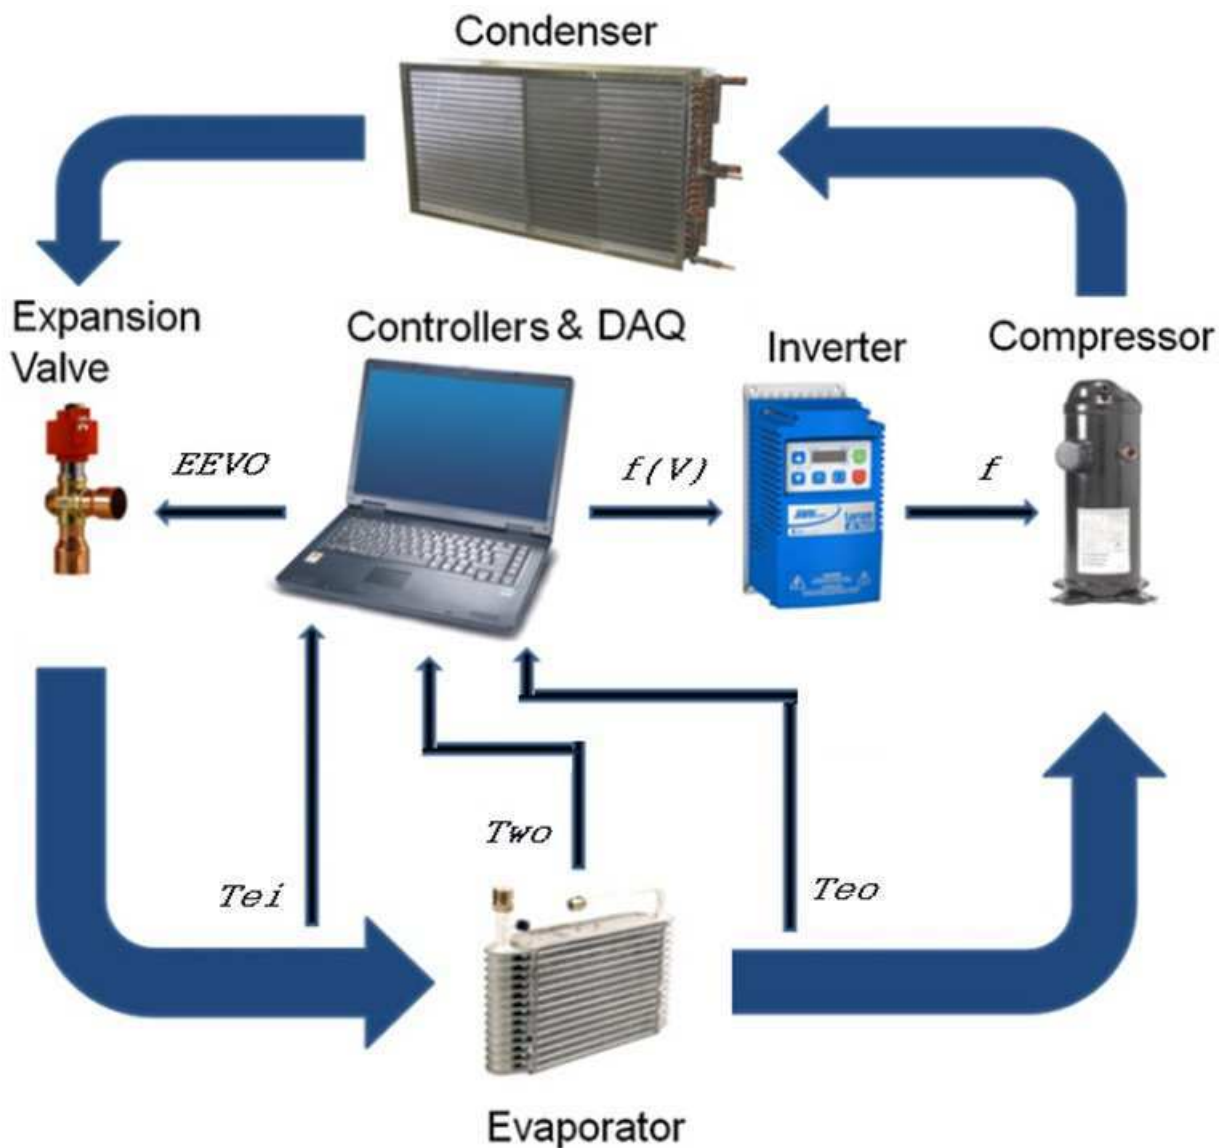 Condenser
Expansion
Valve
Controllers & DAQ
Inverter
Compressor
EEVO
f(V)
f
Two
Tei
Teo
Evaporator